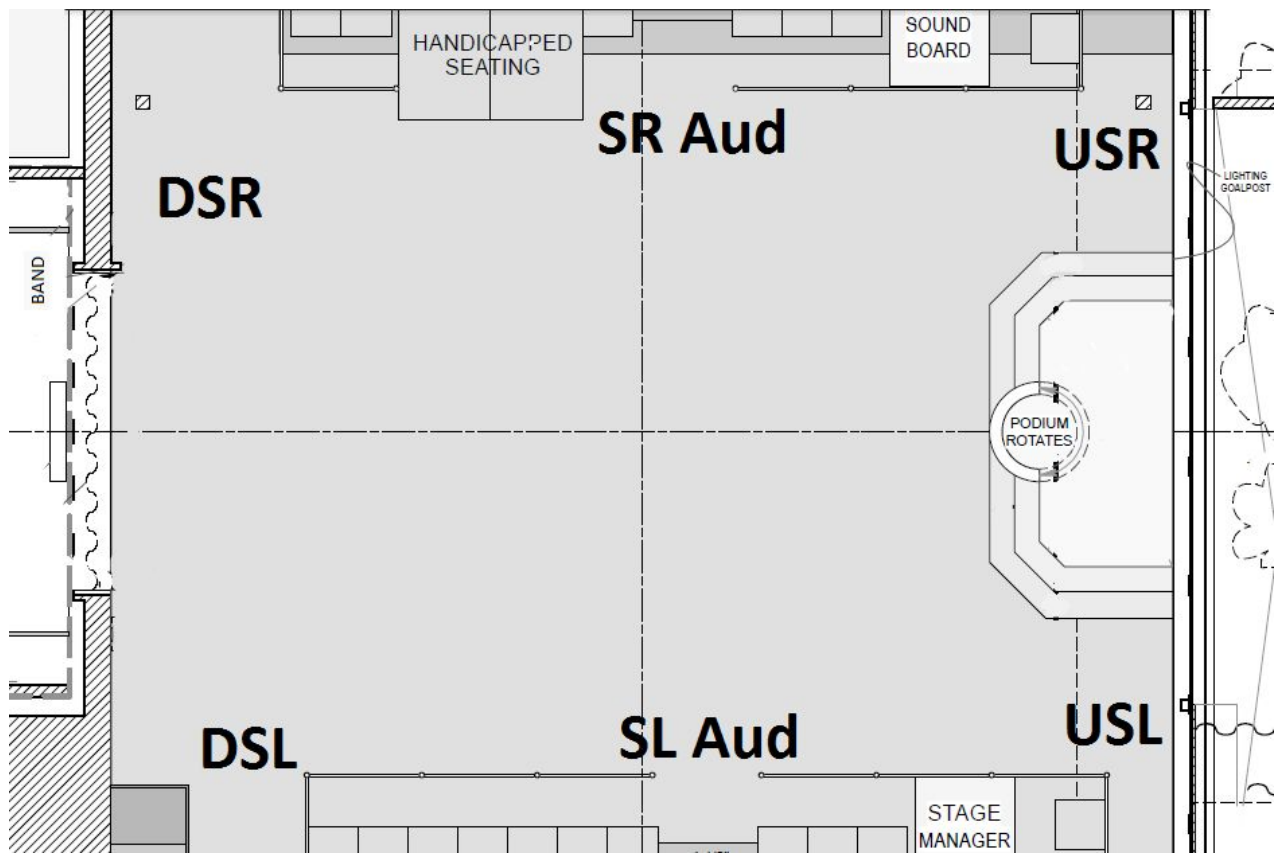 HANDICAPPED
SEATING
SOUND
BOARD
SR Aud
USR
DSR
LIGHTING
GOALPOST
BAND
PODIUM
ROTATES
DSL
SL Aud
USL
STAGE
MANAGER